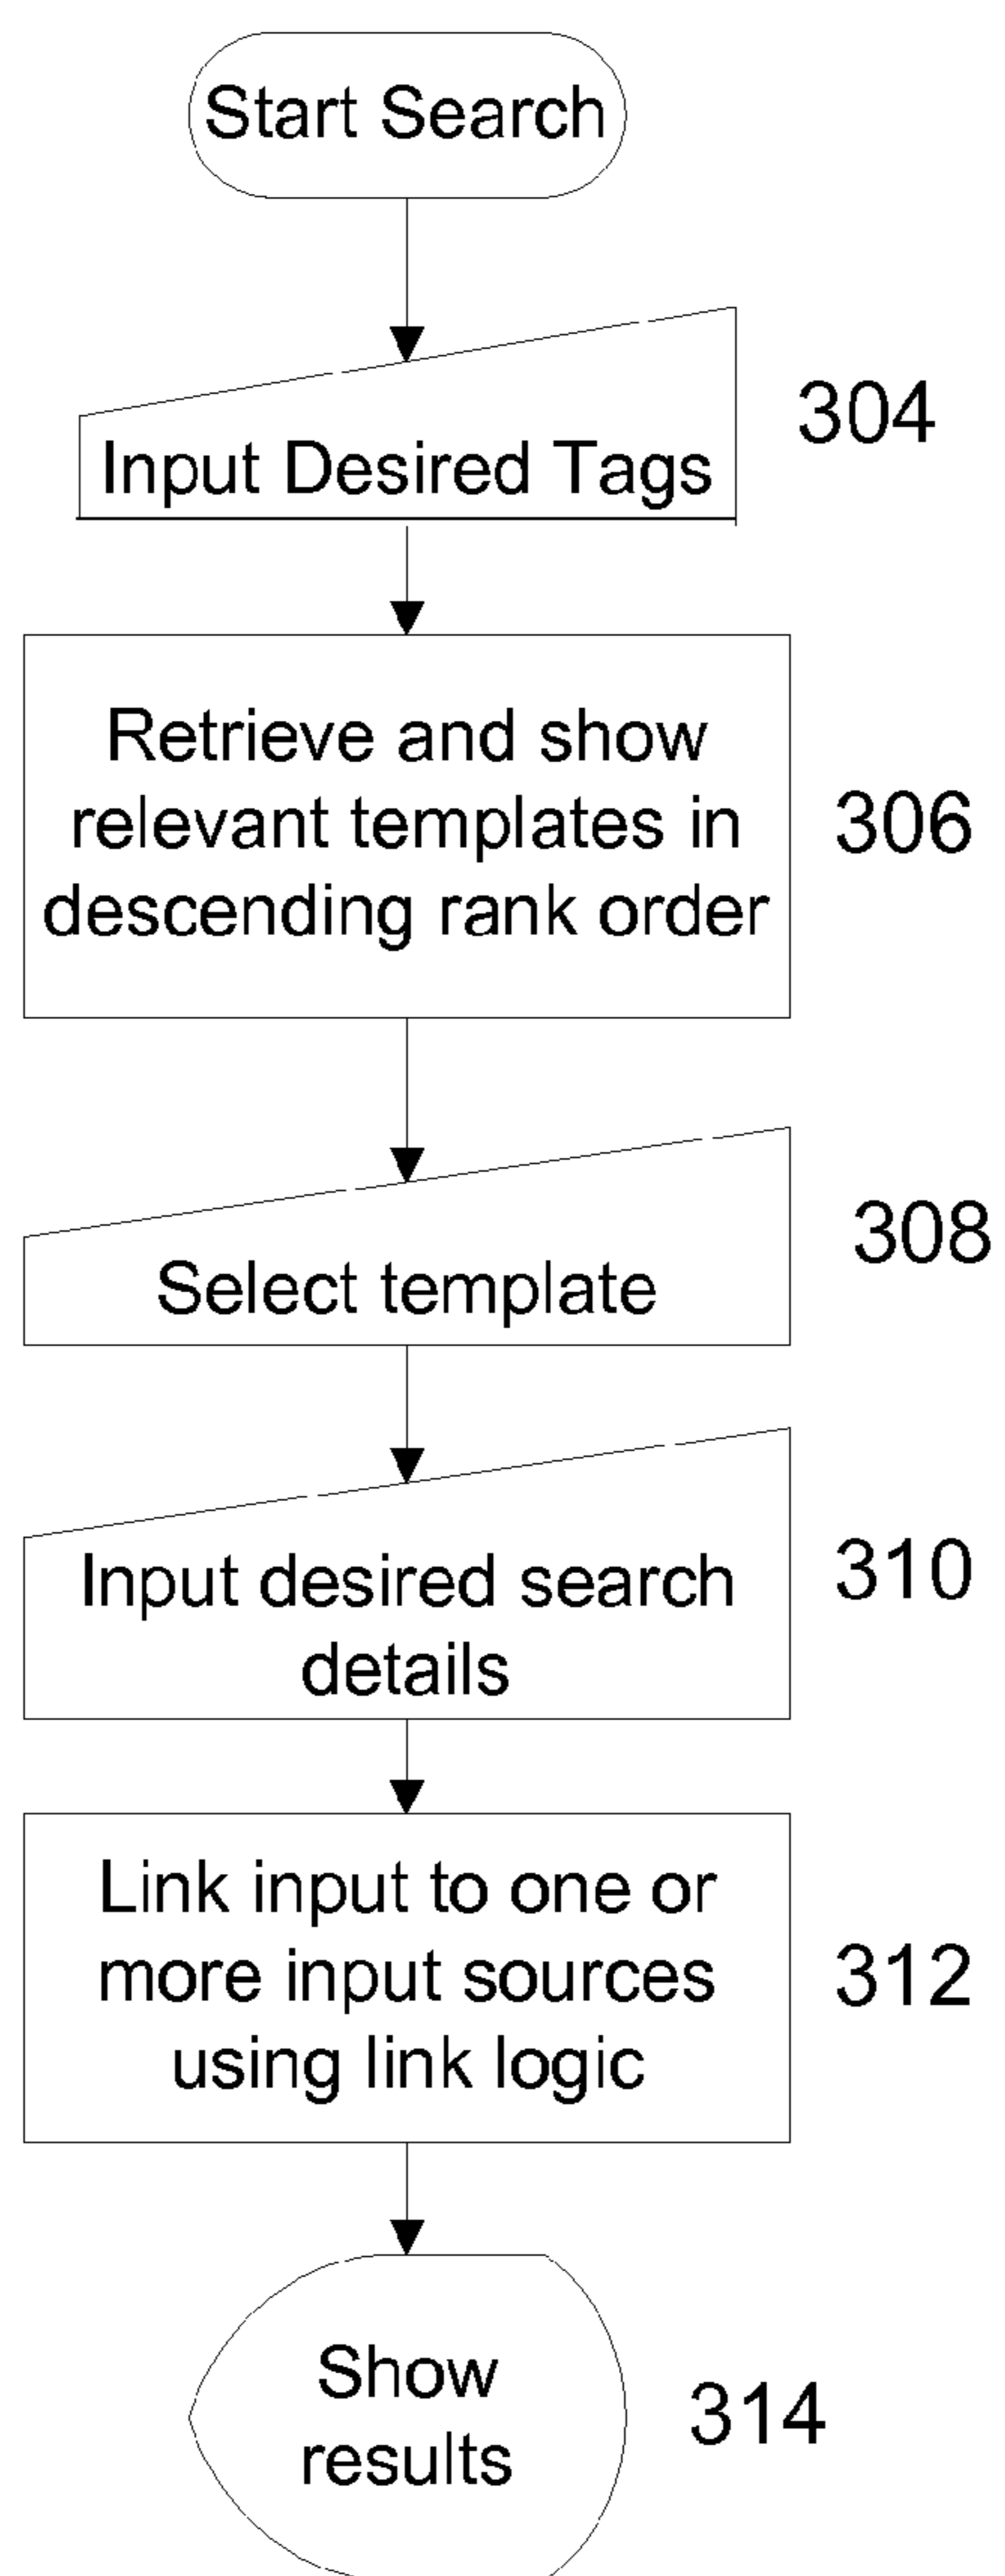 Start Search
304
Input Desired Tags
Retrieve and show
relevant templates in
descending rank order
306
308
Select template
Input desired search
details
310
Link input to one or
more input sources
using link logic
312
Show
results
314